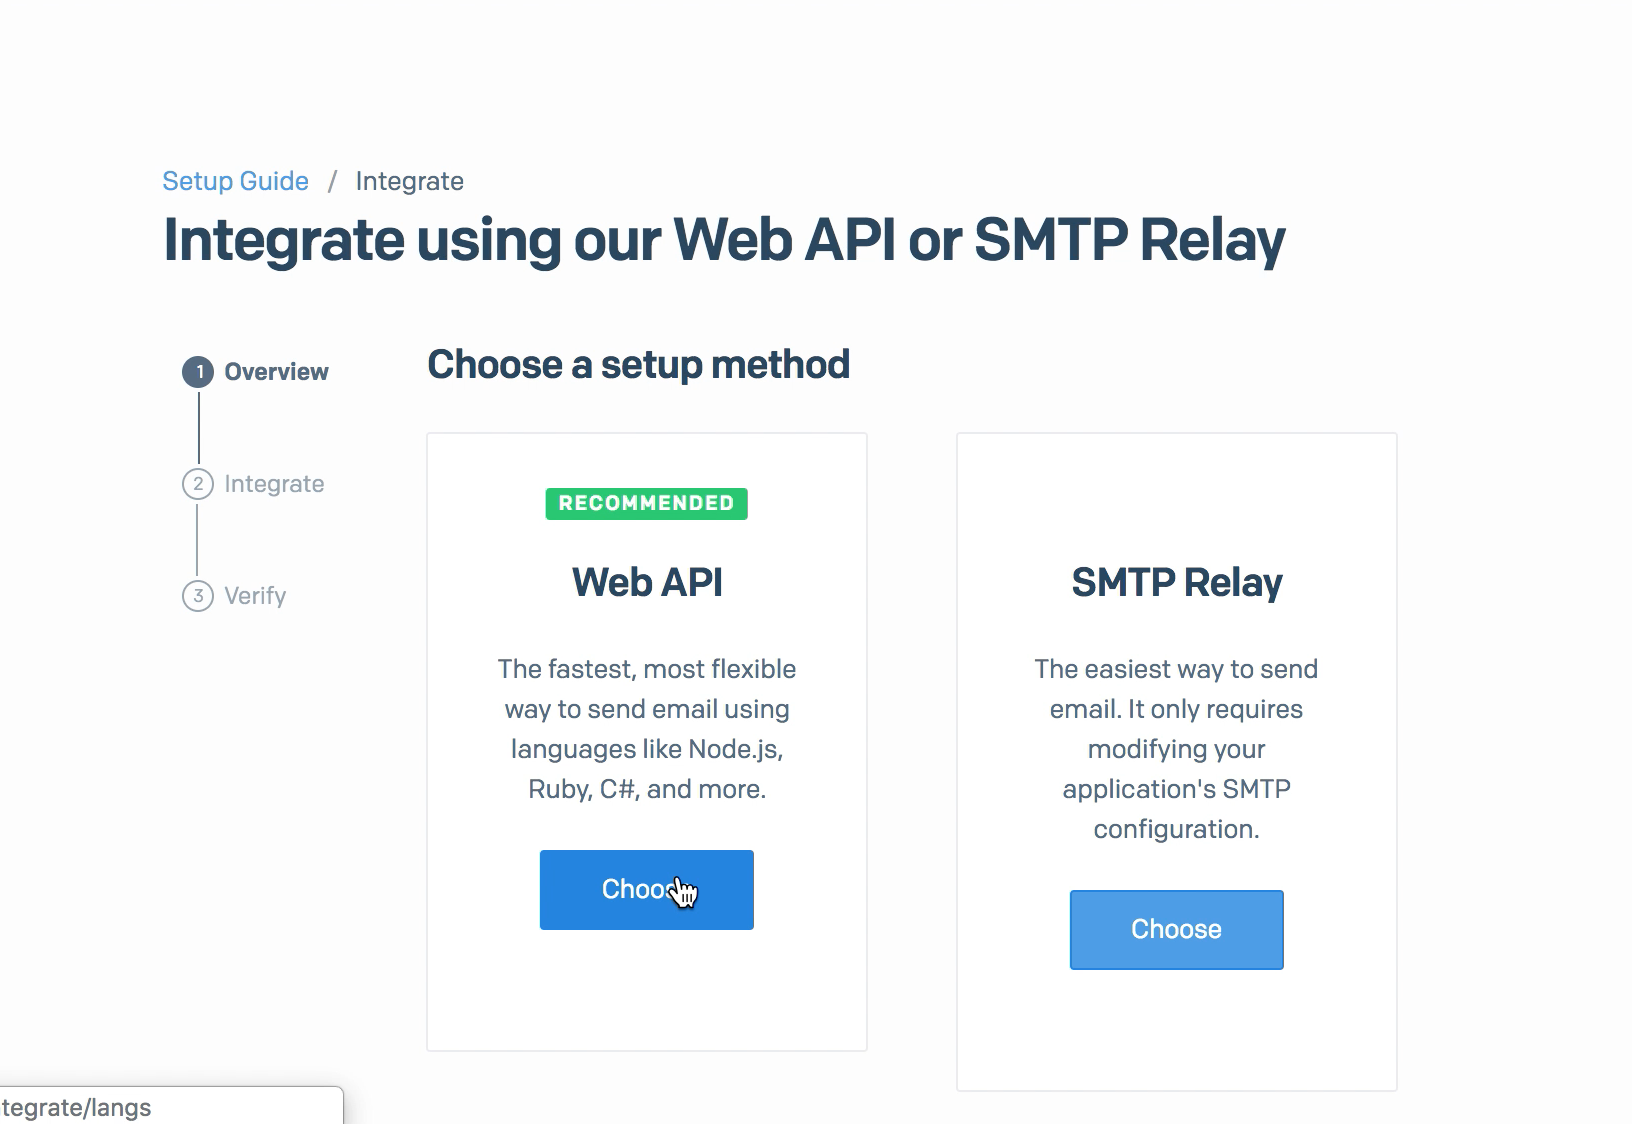 Setup Guide / Integrate
Integrate using our Web API or SMTP Relay
1 Overview
2 Integrate
3 Verify
Choose a setup method
RECOMMENDED
Web API
The fastest, most flexible
way to send email using
languages like Node.js,
Ruby, C#, and more.
Choose
SMTP Relay
The easiest way to send
email. It only requires
modifying your
application's SMTP
configuration.
Choose
tegrate/langs